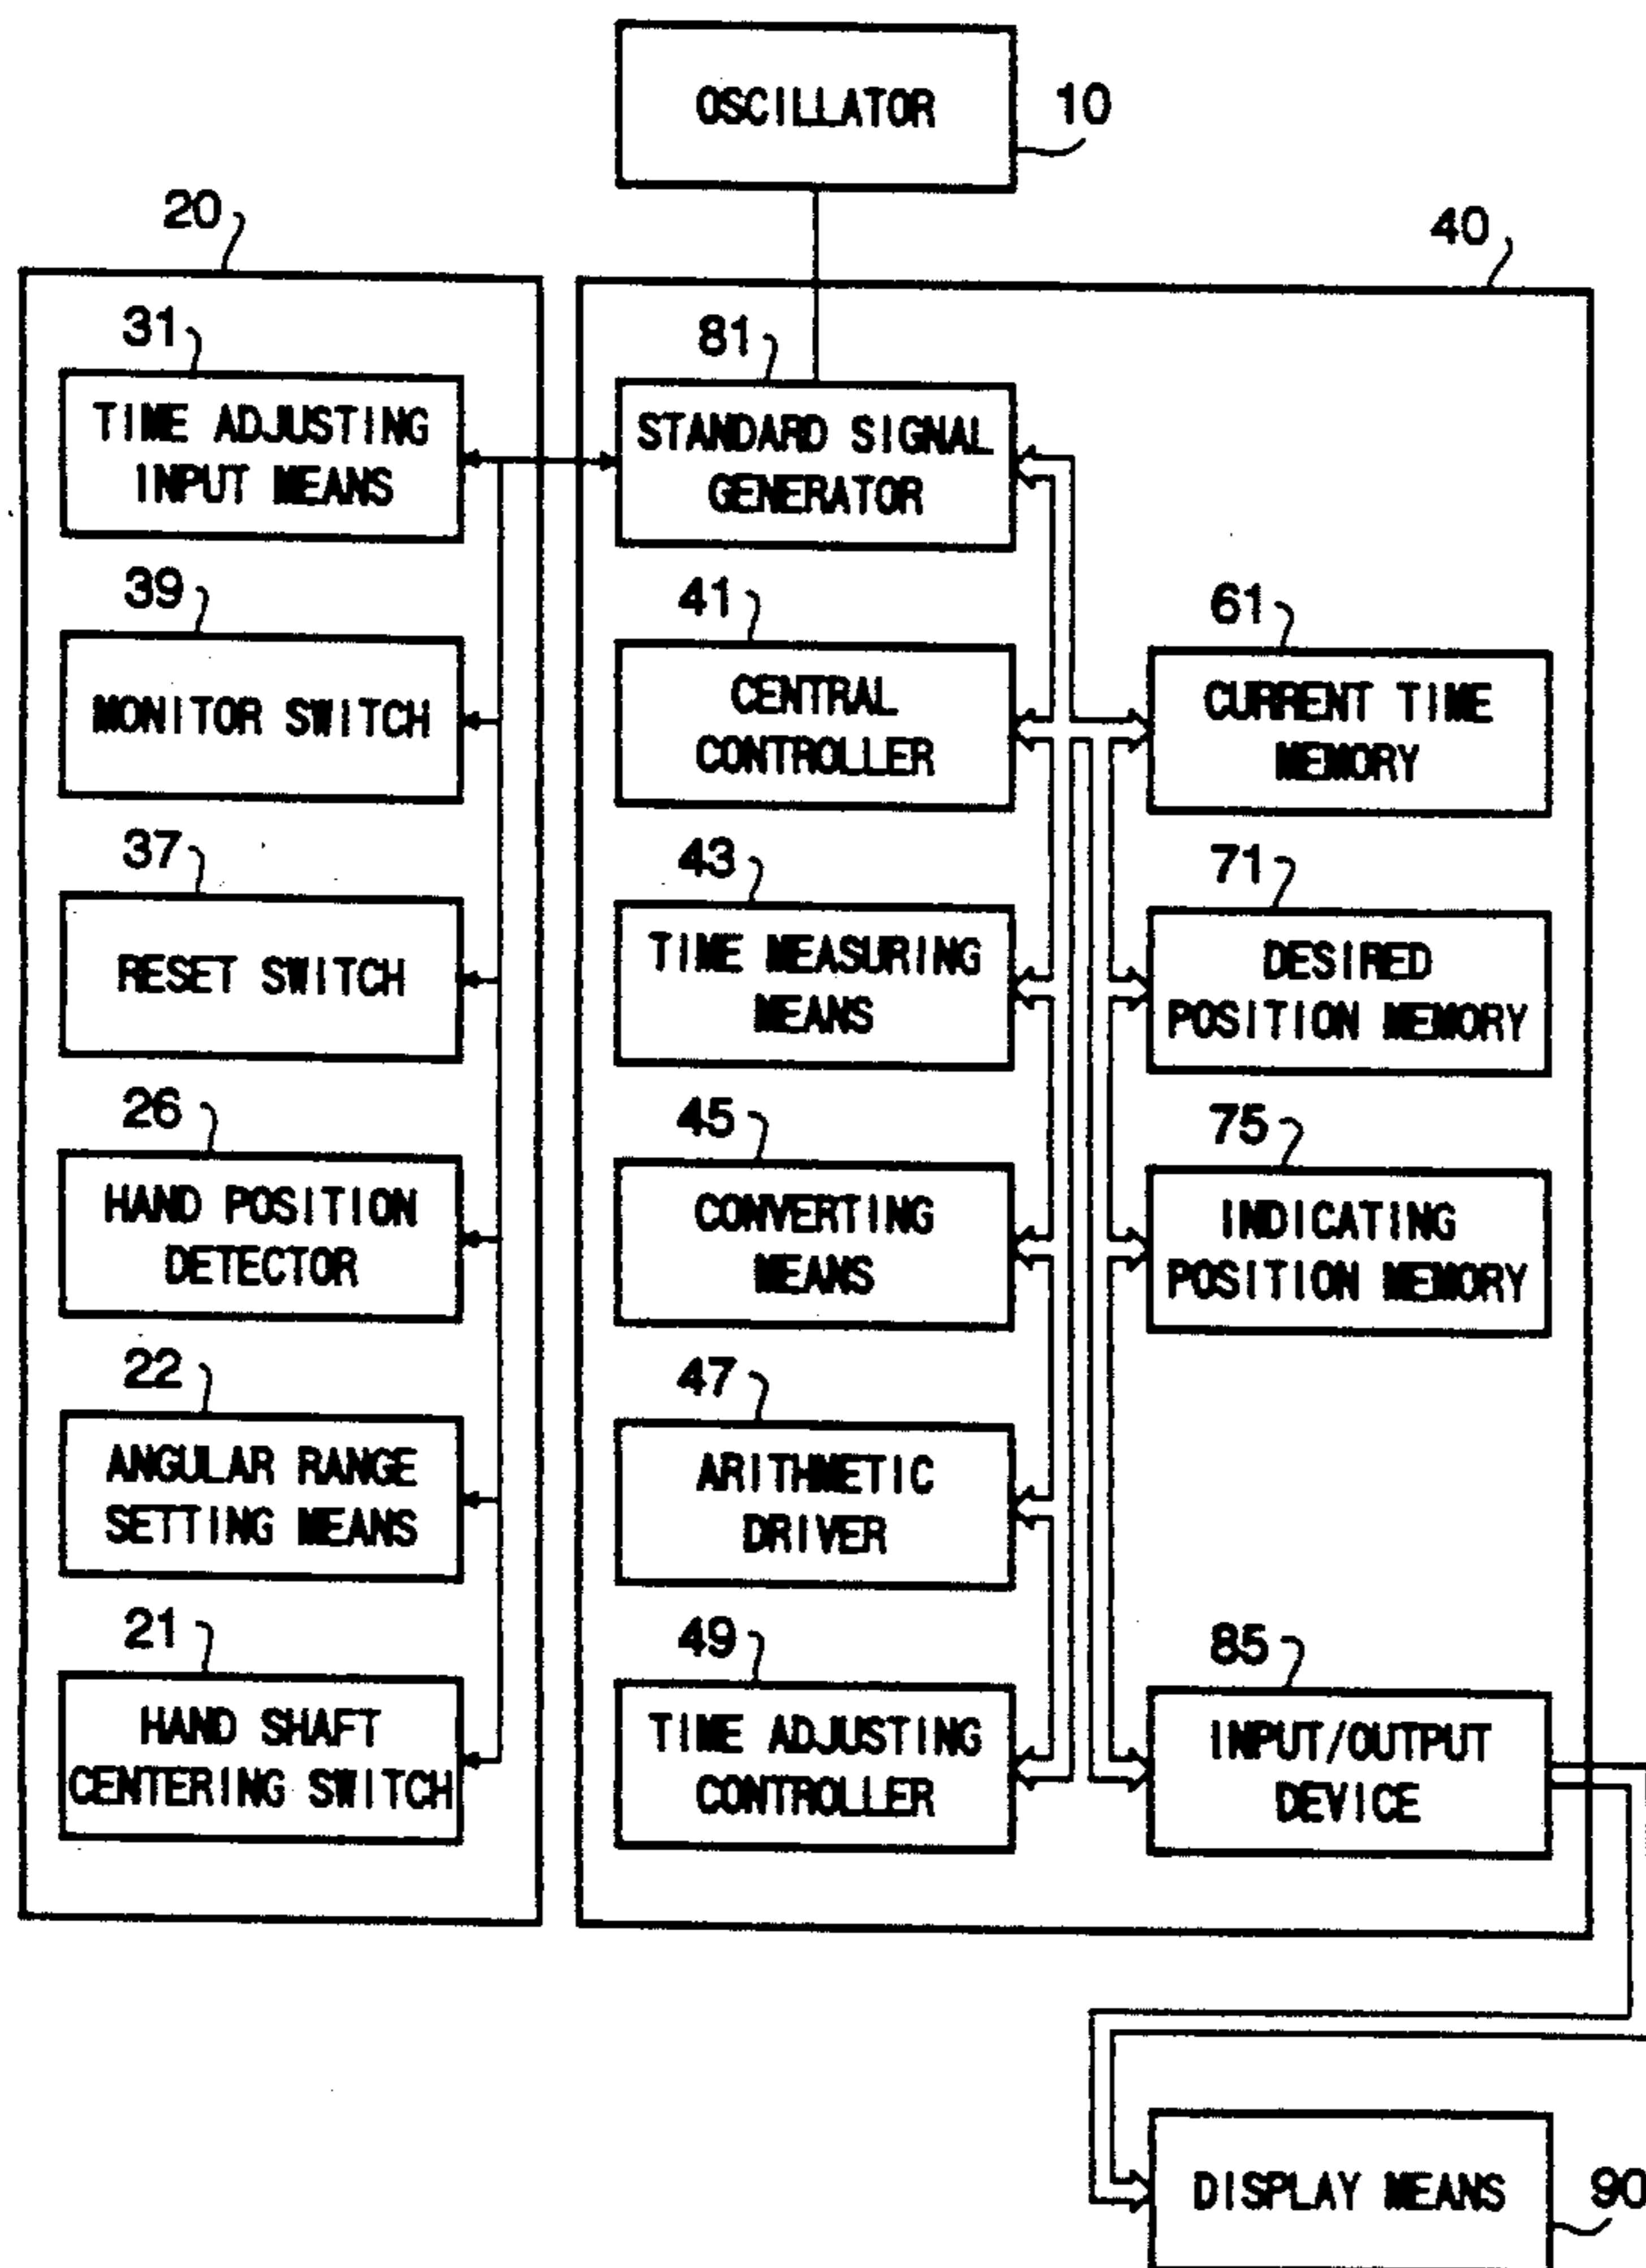 OSCILLATOR
10
20
40
31
TIME ADJUSTING
INPUT MEANS
39
MONITOR SWITCH
37
RESET SWITCH
26
HAND POSITION
DETECTOR
22
ANGULAR RANGE
SETTING MEANS
21
HAND SHAFT
CENTERING SWITCH
81
STANDARD SIGNAL
GENERATOR
41
CENTRAL
CONTROLLER
43
TIME MEASURING
MEANS
45
CONVERTING
MEANS
47
ARITHMETIC
DRIVER
49
TIME ADJUSTING
CONTROLLER
61
CURRENT TIME
MEMORY
71
DESIRED
POSITION MEMORY
75
INDICATING
POSITION MEMORY
85
INPUT/OUTPUT
DEVICE
DISPLAY MEANS
90